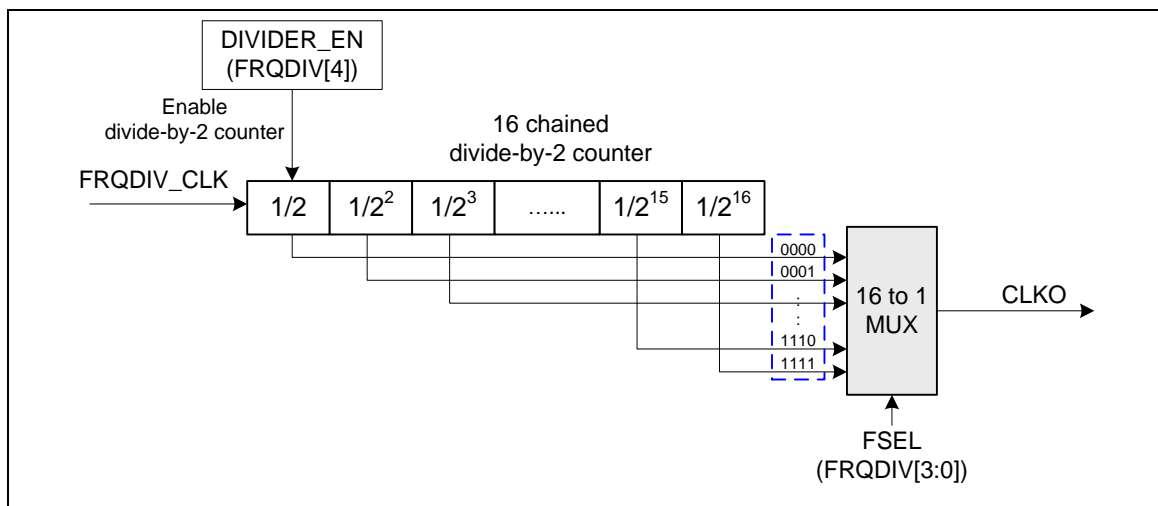 DIVIDER_EN
(FRQDIV[4])
Enable
divide-by-2 counter
16 chained
divide-by-2 counter
FRQDIV_CLK
1/2 1/2² 1/2³ …... 1/2¹⁵ 1/2¹⁶
0000
0001
:
:
1110
1111
16 to 1
MUX
CLKO
FSEL
(FRQDIV[3:0])